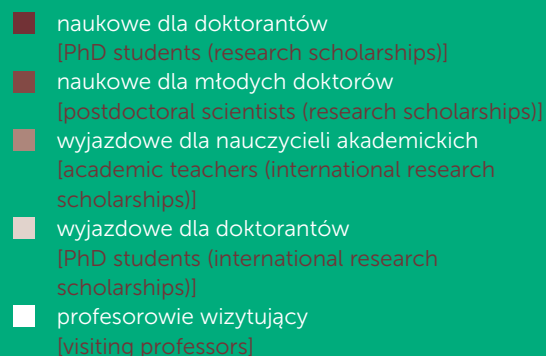 naukowe dla doktorantów
[PhD students (research scholarships)]
naukowe dla młodych doktorów
[postdoctoral scientists (research scholarships)]
wyjazdowe dla nauczycieli akademickich
[academic teachers (international research
scholarships)]
wyjazdowe dla doktorantów
[PhD students (international research
scholarships)]
profesorowie wizytujący
[visiting professors]